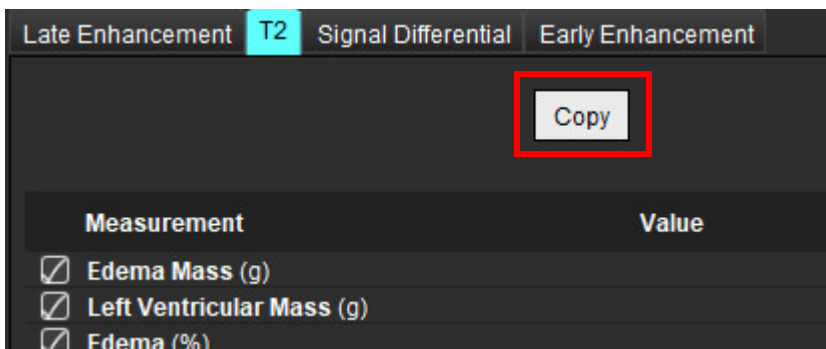 Late Enhancement T2 Signal Differential Early Enhancement
Copy
Measurement Value
Edema Mass (g)
Left Ventricular Mass (g)
Edema (%)